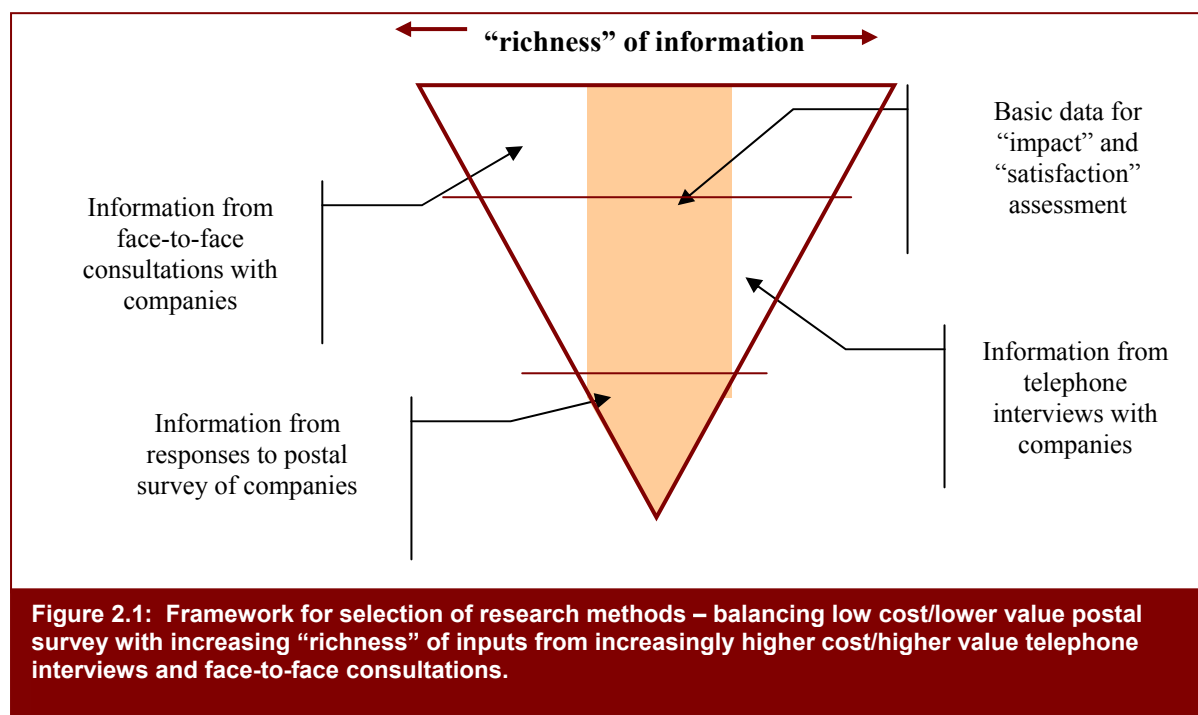 “richness” of information
Basic data for
“impact” and
“satisfaction”
assessment
Information from
face-to-face
consultations with
companies
Information from
telephone
interviews with
companies
Information from
responses to postal
survey of companies
Figure 2.1: Framework for selection of research methods – balancing low cost/lower value postal
survey with increasing “richness” of inputs from increasingly higher cost/higher value telephone
interviews and face-to-face consultations.